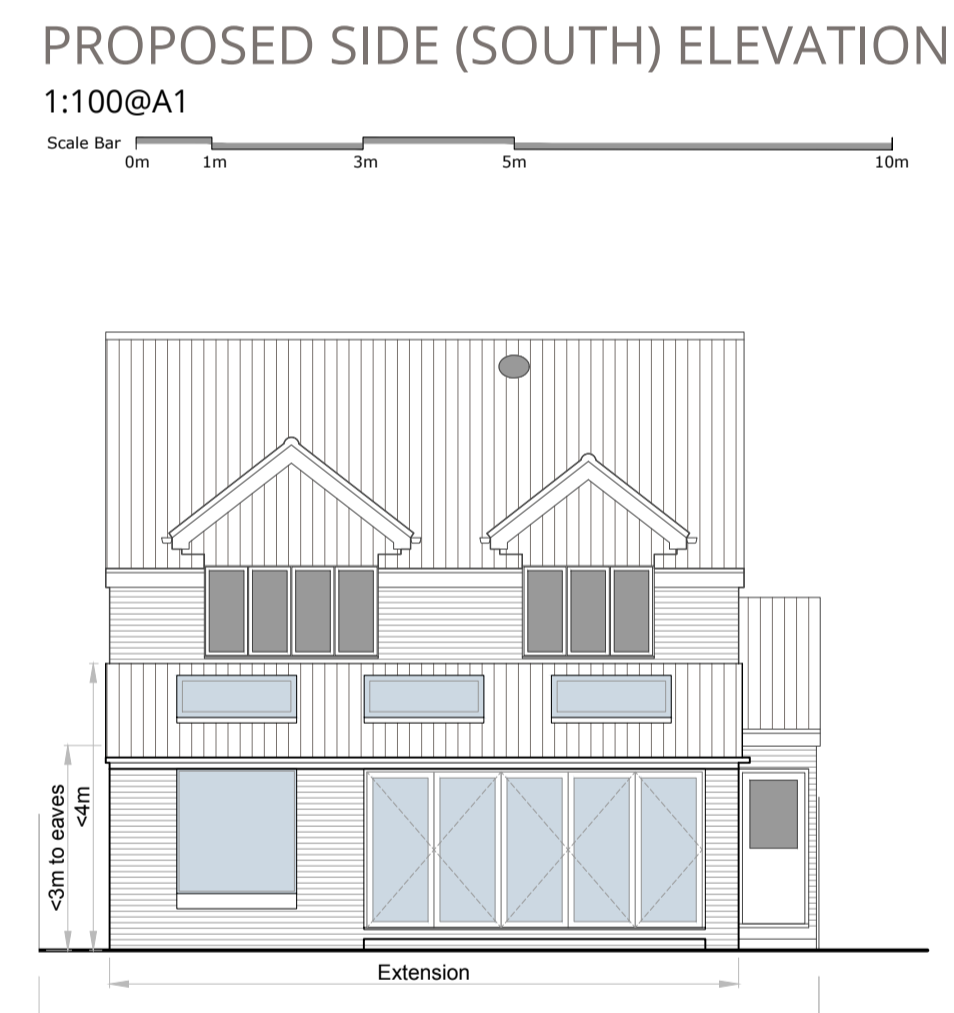 PROPOSED SIDE (SOUTH) ELEVATION
1:100@A1
Scale Bar
0m 1m 3m 5m 10m
<3m to eaves
<4m
Extension